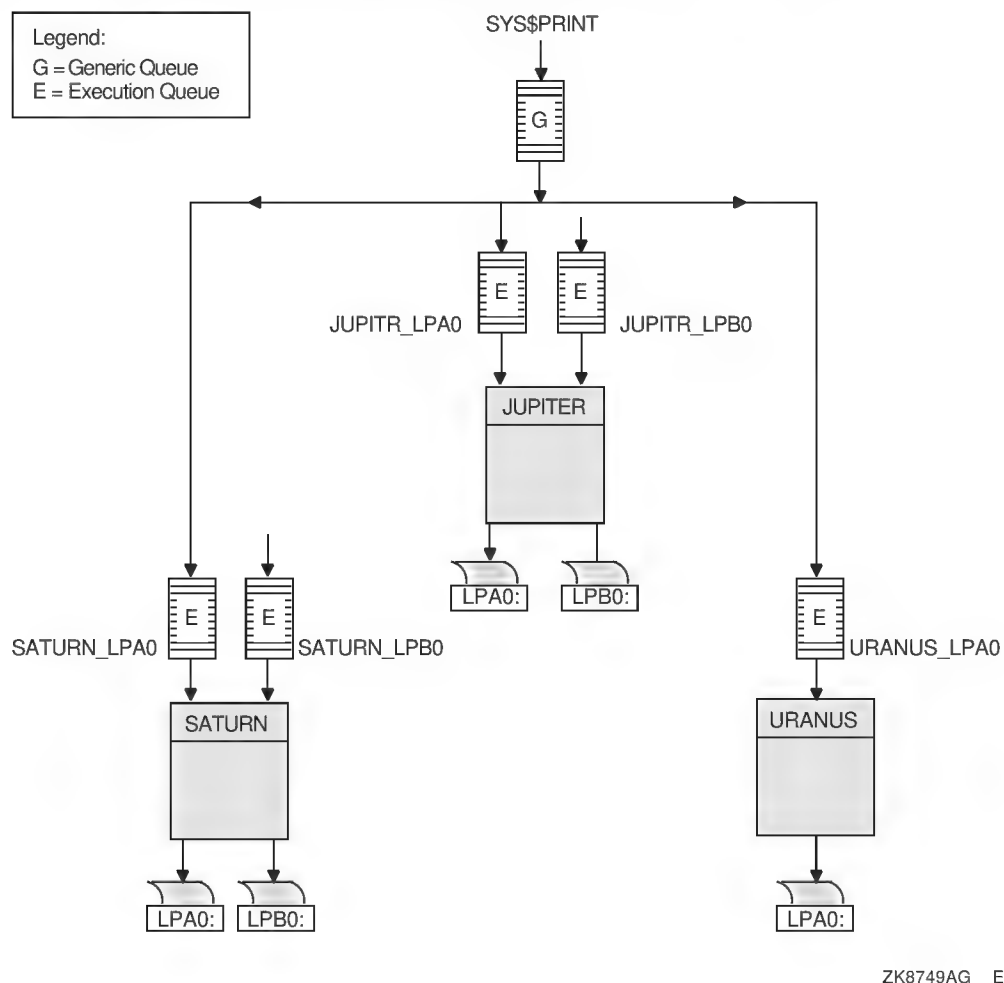 Legend:
G = Generic Queue
E = Execution Queue
SYS$PRINT
G
E
E
JUPITR_LPA0
JUPITR_LPB0
JUPITER
LPA0:
LPB0:
E
E
E
SATURN_LPA0
SATURN_LPB0
URANUS_LPA0
SATURN
URANUS
LPA0:
LPB0:
LPA0:
ZK8749AG E